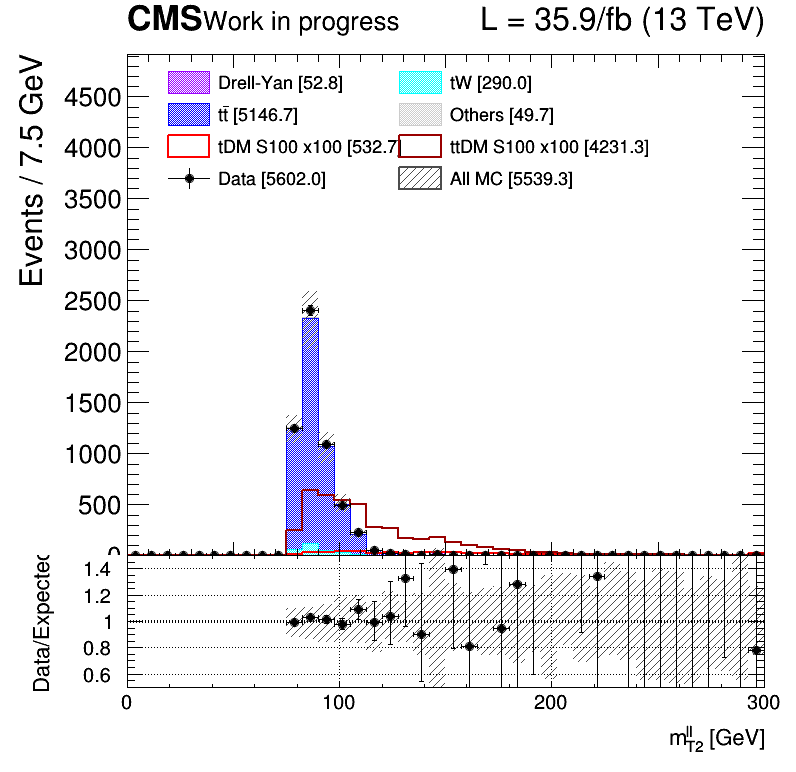 CMS Work in progress L = 35.9/fb (13 TeV)
Events / 7.5 GeV
4500
4000
3500
3000
2500
2000
1500
1000
500
0
Drell-Yan [52.8] tW [290.0]
tt̄ [5146.7] Others [49.7]
tDM S100 x100 [532.7] ttDM S100 x100 [4231.3]
Data [5602.0] All MC [5539.3]
Data/Expected
1.4
1.2
1
0.8
0.6
0 100 200 300
m^ll_T2 [GeV]